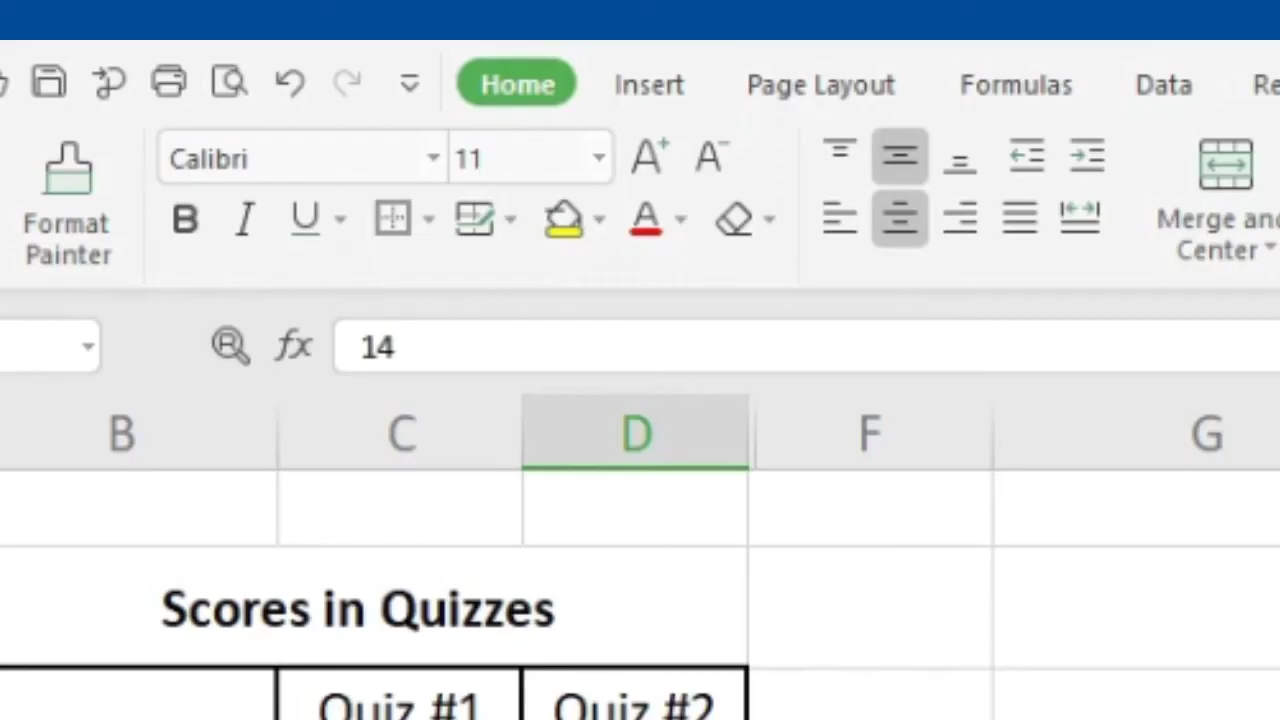 Home Insert Page Layout Formulas Data Re
Calibri 11 A+ A-
Format
Painter
B I U A
Merge and
Center
fx 14
B C D F G
Scores in Quizzes
Quiz #1 Quiz #2